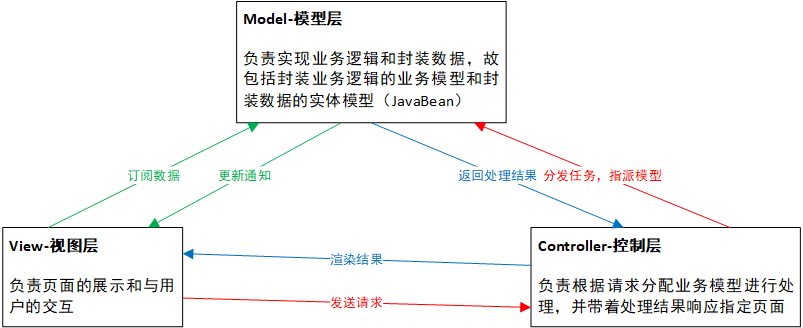 Model-模型层
负责实现业务逻辑和封装数据，故
包括封装业务逻辑的业务模型和封
装数据的实体模型（JavaBean）
订阅数据
更新通知
返回处理结果
分发任务，指派模型
View-视图层
负责页面的展示和与用
户的交互
渲染结果
发送请求
Controller-控制层
负责根据请求分配业务模型进行处
理，并带着处理结果响应指定页面